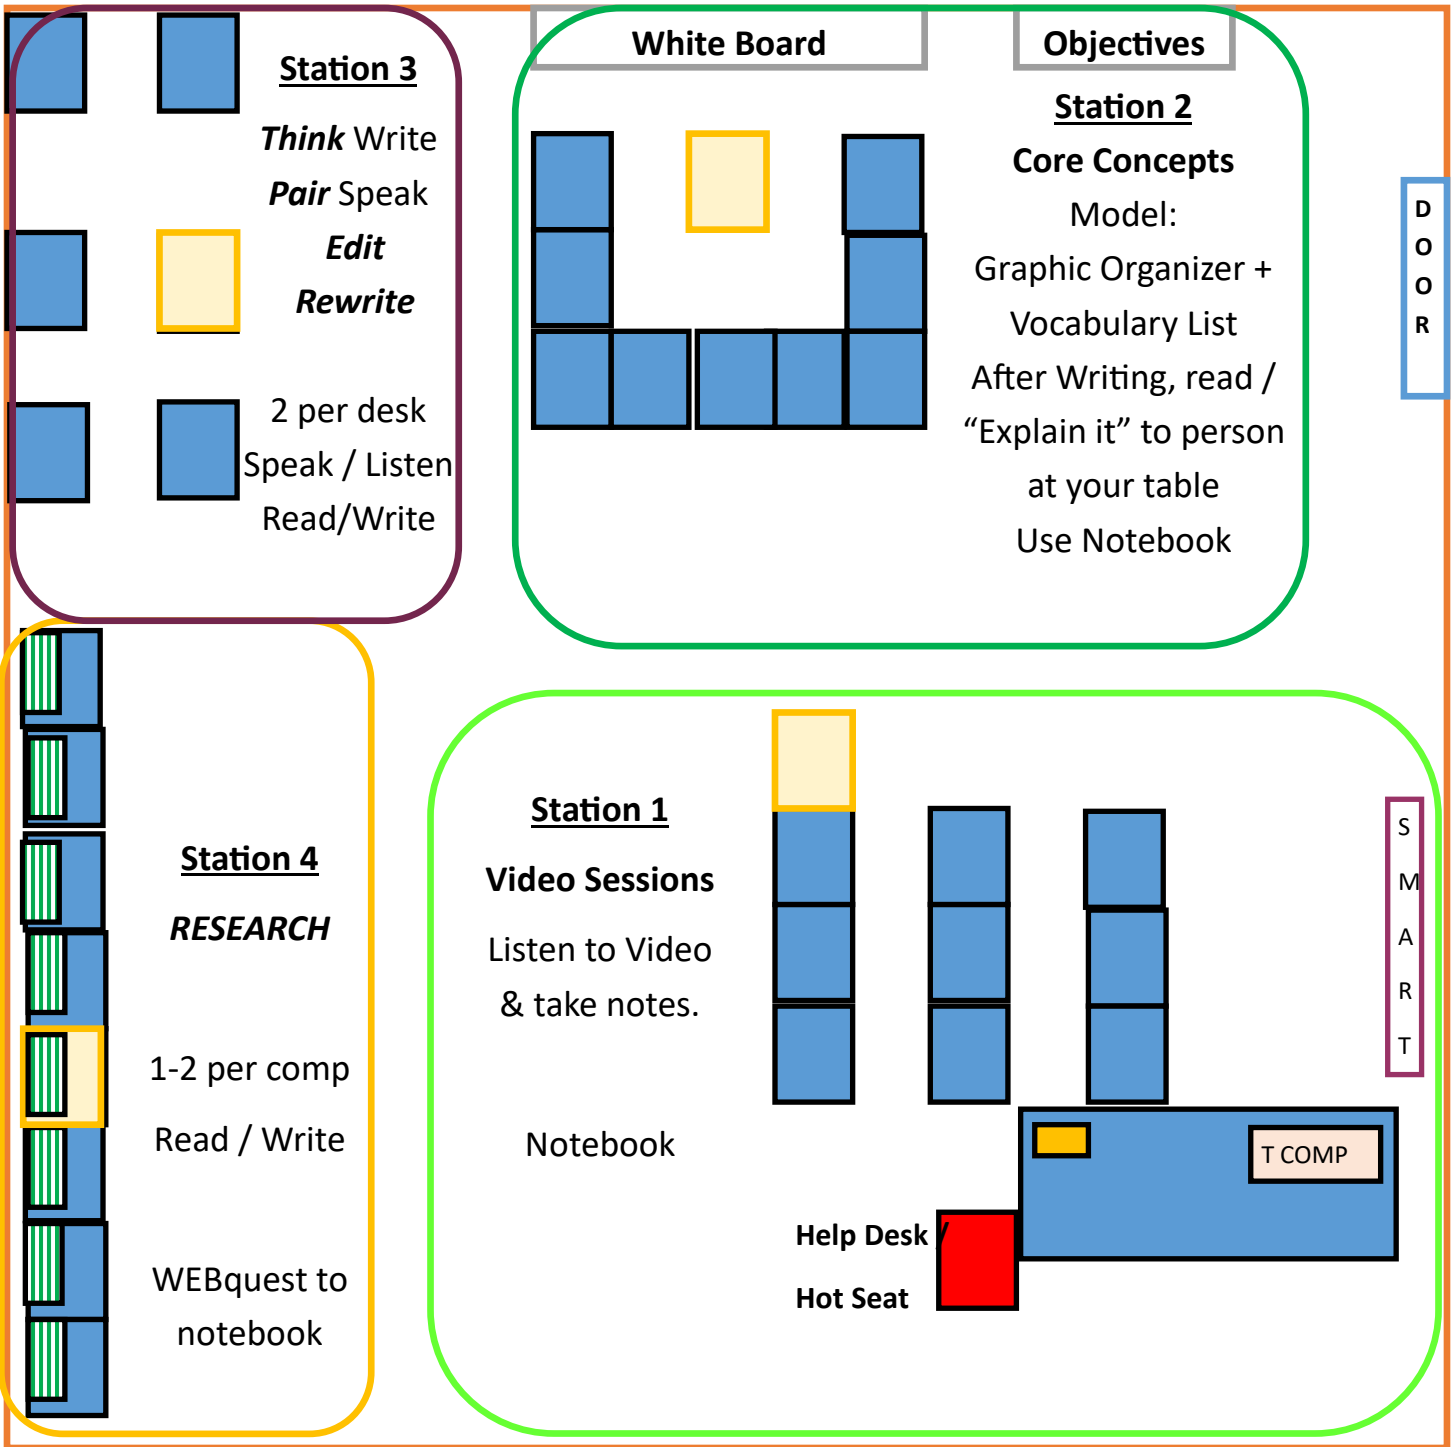 Station 3
Think Write
Pair Speak
Edit
Rewrite
2 per desk
Speak / Listen
Read/Write
White Board
Objectives
Station 2
Core Concepts
Model:
Graphic Organizer +
Vocabulary List
After Writing, read /
“Explain it” to person
at your table
Use Notebook
D
O
O
R
Station 4
RESEARCH
1-2 per comp
Read / Write
WEBquest to
notebook
Station 1
Video Sessions
Listen to Video
& take notes.
Notebook
Help Desk /
Hot Seat
T COMP
S
M
A
R
T